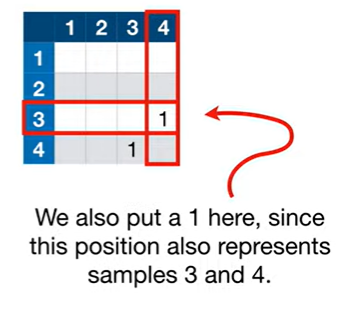 1 2 3 4
1
2
3 1
4 1
We also put a 1 here, since
this position also represents
samples 3 and 4.